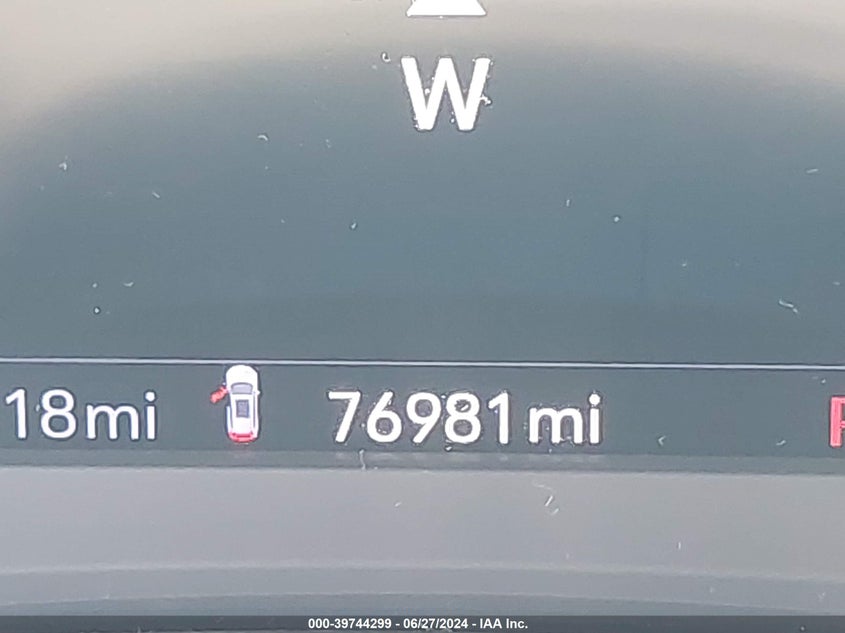 W
18mi 76981mi
000-39744299 - 06/27/2024 - IAA Inc.